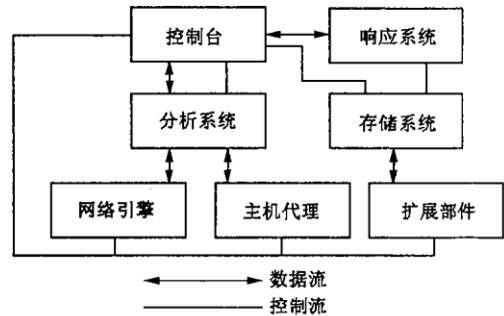 控制台
响应系统
分析系统
存储系统
网络引擎
主机代理
扩展部件
数据流
控制流